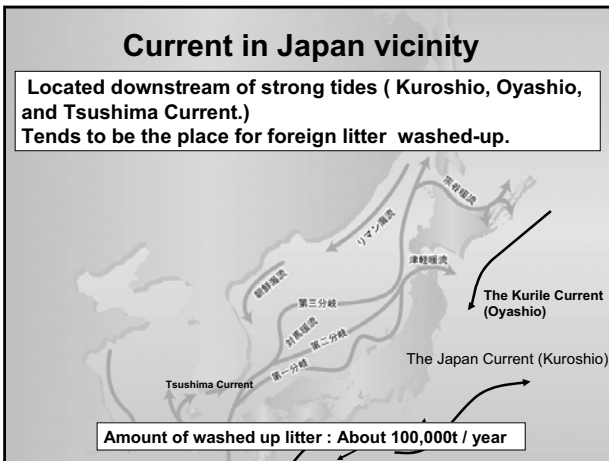 Current in Japan vicinity
Located downstream of strong tides ( Kuroshio, Oyashio,
and Tsushima Current.)
Tends to be the place for foreign litter washed-up.
宗谷暖流
リマン海流
津軽暖流
朝鮮海流
第三分岐
対馬暖流
第二分岐
第一分岐
The Kurile Current
(Oyashio)
The Japan Current (Kuroshio)
Tsushima Current
Amount of washed up litter : About 100,000t / year